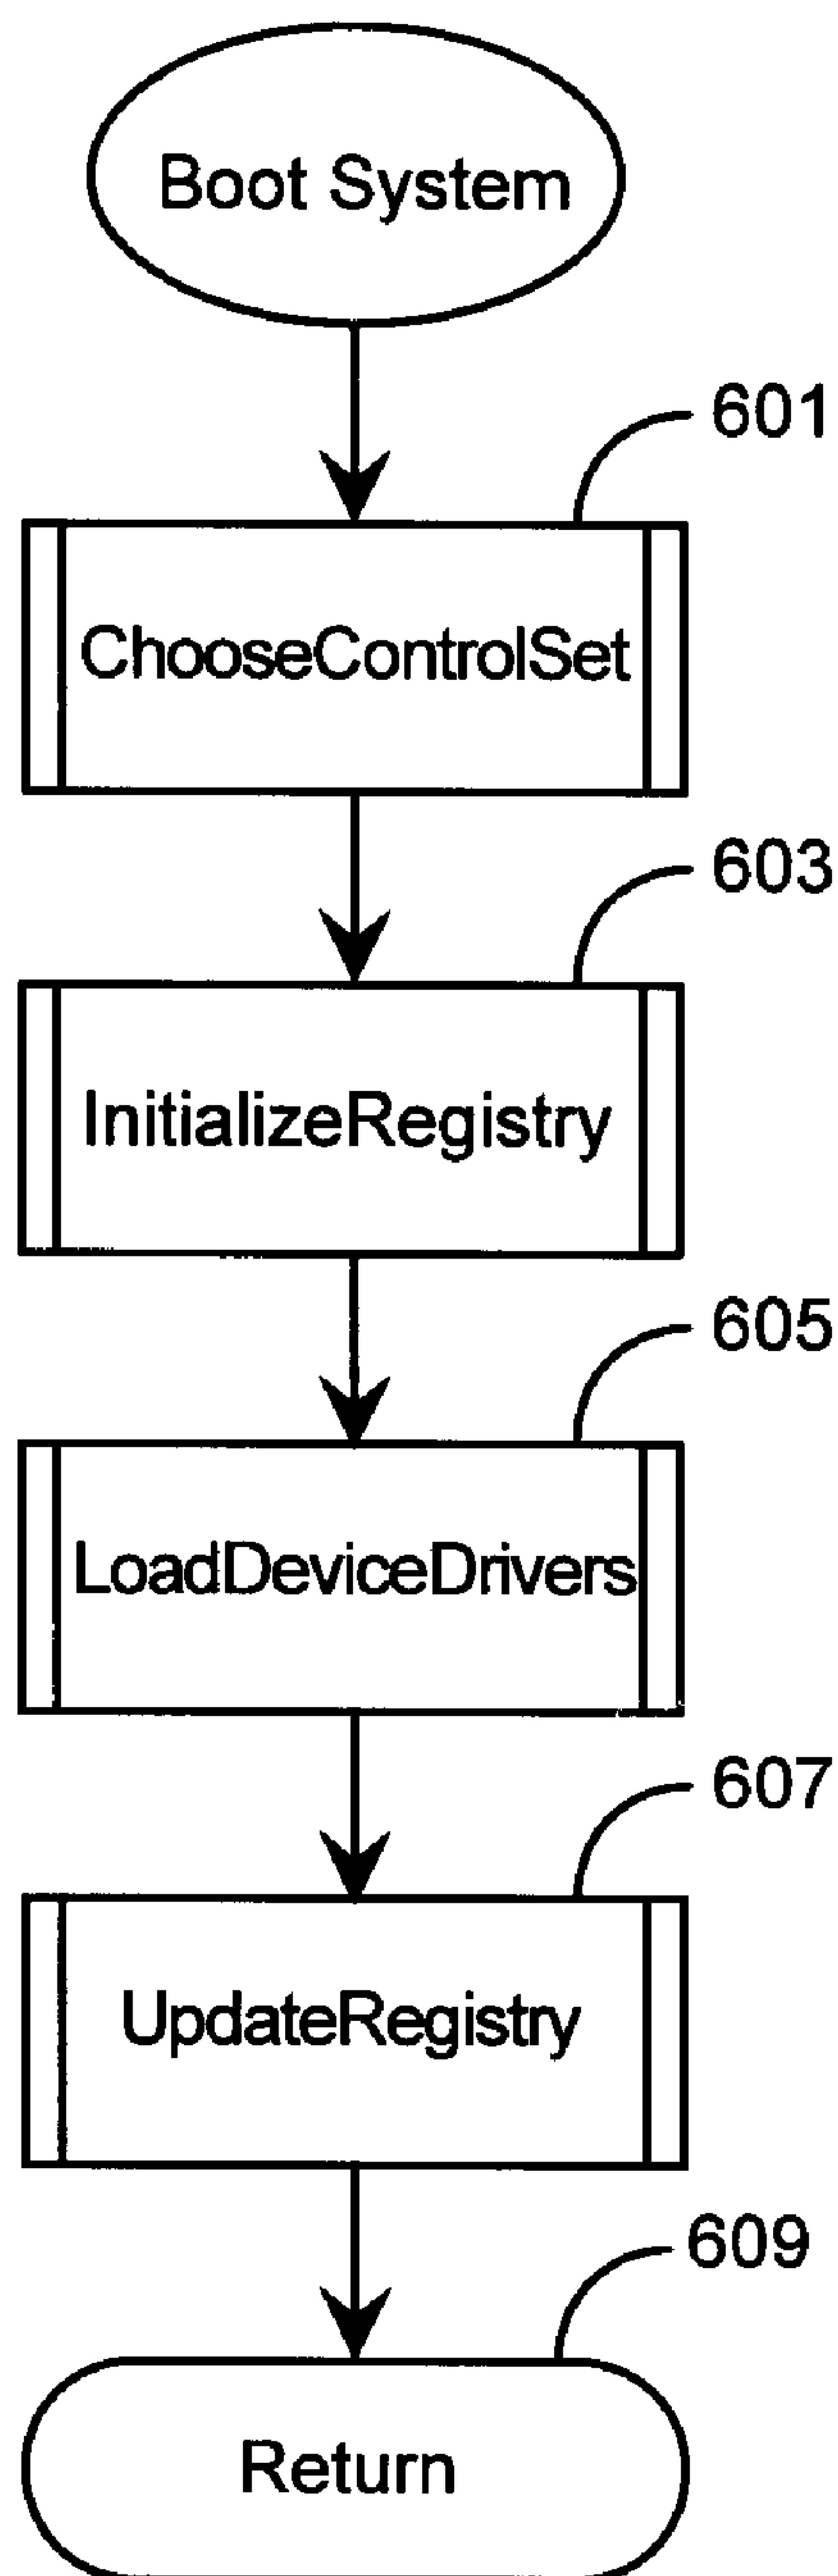 Boot System
601
ChooseControlSet
603
InitializeRegistry
605
LoadDeviceDrivers
607
UpdateRegistry
609
Return